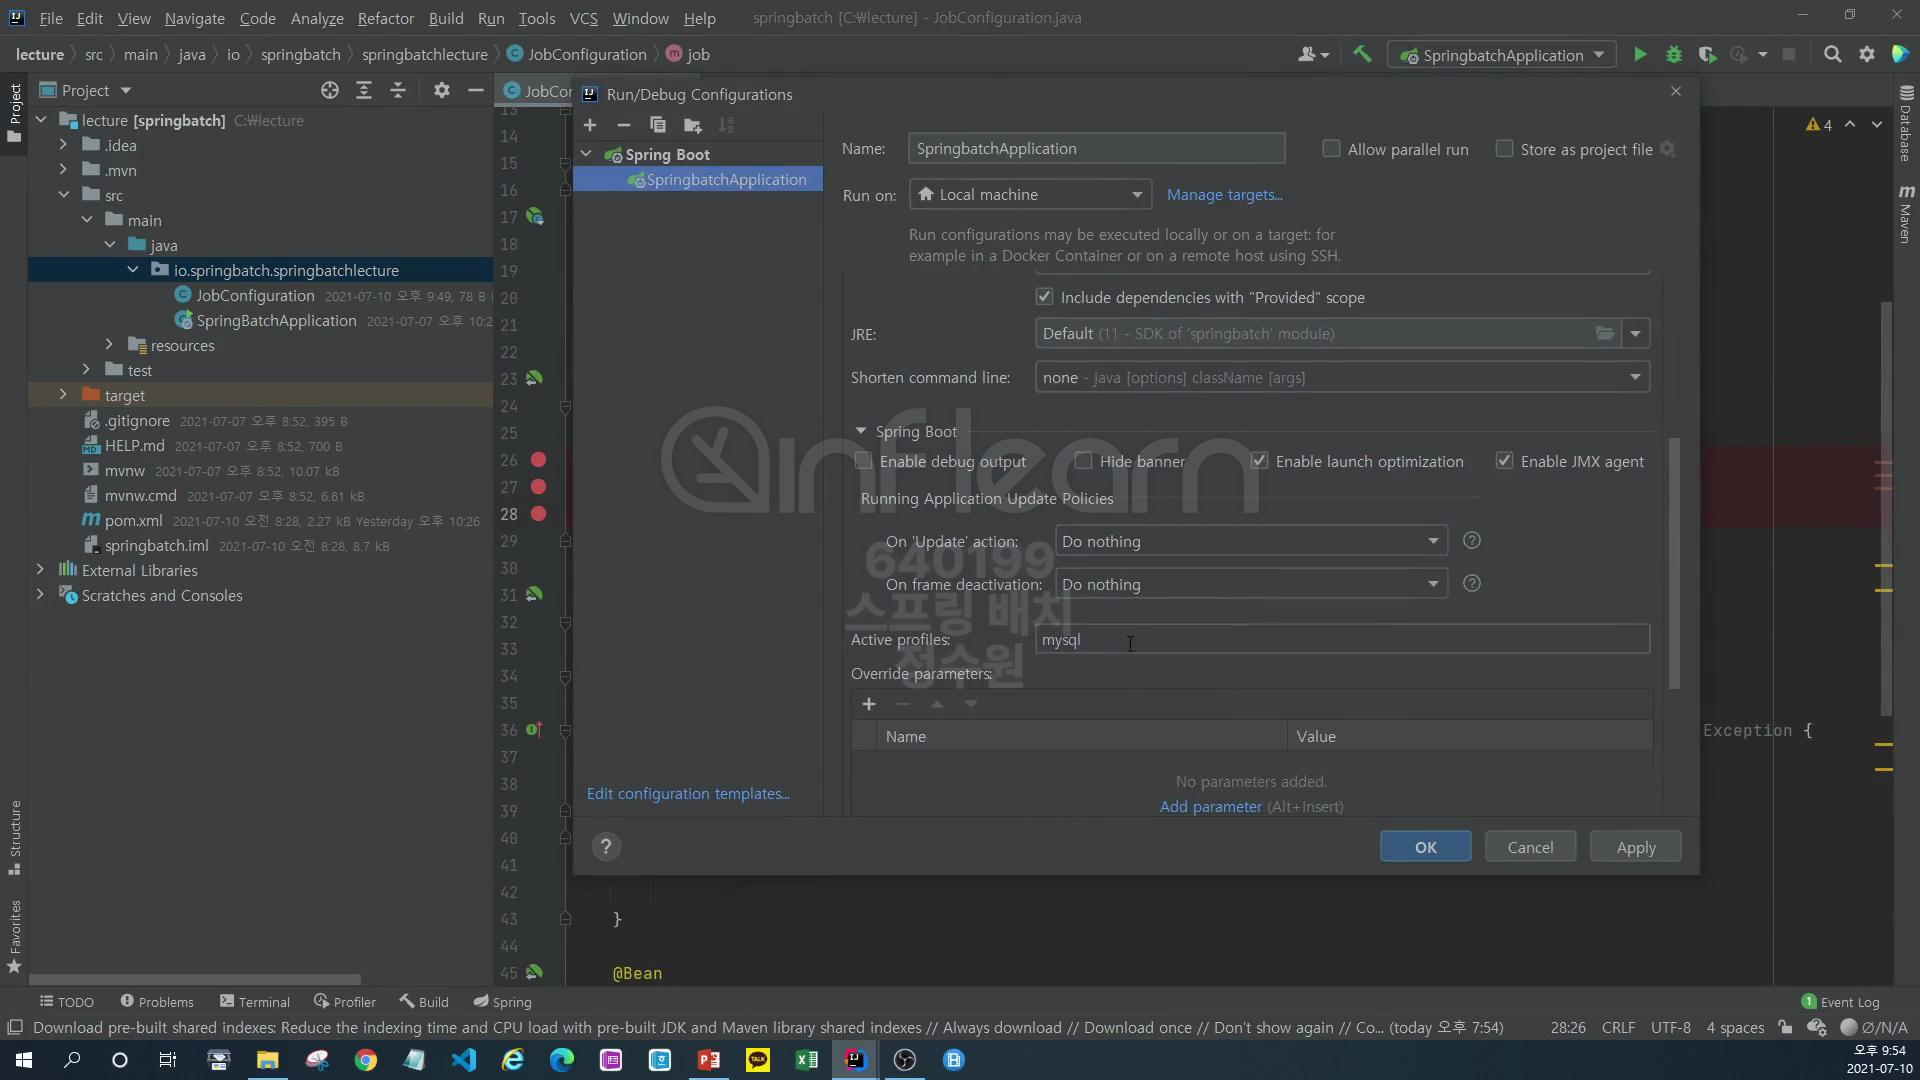 File Edit View Navigate Code Analyze Refactor Build Run Tools VCS Window Help springbatch [C:￦lecture] - JobConfiguration.java
lecture src main java io springbatch springbatchlecture JobConfiguration job SpringbatchApplication
Project
Project
lecture [springbatch] C:￦lecture
.idea
.mvn
src
main
java
io.springbatch.springbatchlecture
JobConfiguration 2021-07-10 오후 9:49, 78 B
SpringBatchApplication 2021-07-07 오후 10:2
resources
test
target
.gitignore 2021-07-07 오후 8:52, 395 B
HELP.md 2021-07-07 오후 8:52, 700 B
mvnw 2021-07-07 오후 8:52, 10.07 kB
mvnw.cmd 2021-07-07 오후 8:52, 6.61 kB
pom.xml 2021-07-10 오전 8:28, 2.27 kB Yesterday 오후 10:26
springbatch.iml 2021-07-10 오전 8:28, 8.7 kB
External Libraries
Scratches and Consoles
Structure
Favorites
JobCon
13
14
15
16
17
18
19
20
21
22
23
24
25
26
27
28
29
30
31
32
33
34
35
36
37
38
39
40
41
42
43 }
44
45 @Bean
Exception {
4
Database
Maven
Run/Debug Configurations
Spring Boot
SpringbatchApplication
Edit configuration templates...
Name: SpringbatchApplication Allow parallel run Store as project file
Run on: Local machine Manage targets...
Run configurations may be executed locally or on a target: for
example in a Docker Container or on a remote host using SSH.
Include dependencies with "Provided" scope
JRE: Default (11 - SDK of 'springbatch' module)
Shorten command line: none - java [options] className [args]
Spring Boot
Enable debug output Hide banner Enable launch optimization Enable JMX agent
Running Application Update Policies
On 'Update' action: Do nothing
On frame deactivation: Do nothing
Active profiles: mysql
Override parameters:
Name Value
No parameters added.
Add parameter (Alt+Insert)
? OK Cancel Apply
inflearn
640199
스프링 배치
정수원
TODO Problems Terminal Profiler Build Spring 1 Event Log
Download pre-built shared indexes: Reduce the indexing time and CPU load with pre-built JDK and Maven library shared indexes // Always download // Download once // Don't show again // Co... (today 오후 7:54) 28:26 CRLF UTF-8 4 spaces Ø/N/A
오후 9:54
2021-07-10